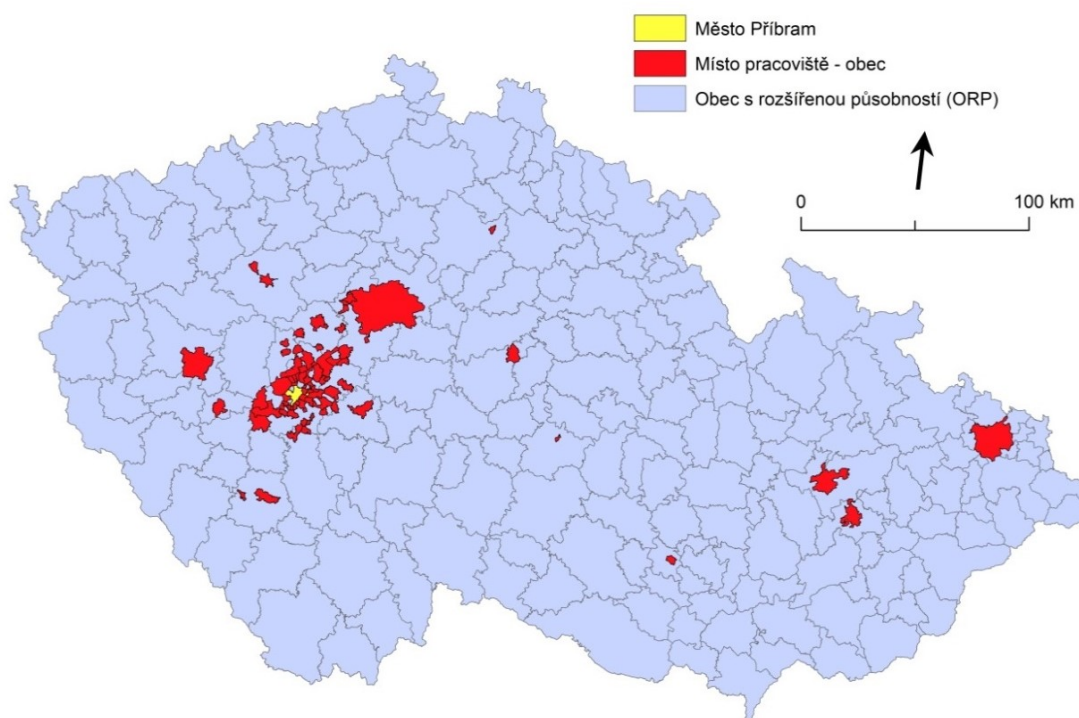 Město Příbram
Místo pracoviště - obec
Obec s rozšířenou působností (ORP)
0 100 km